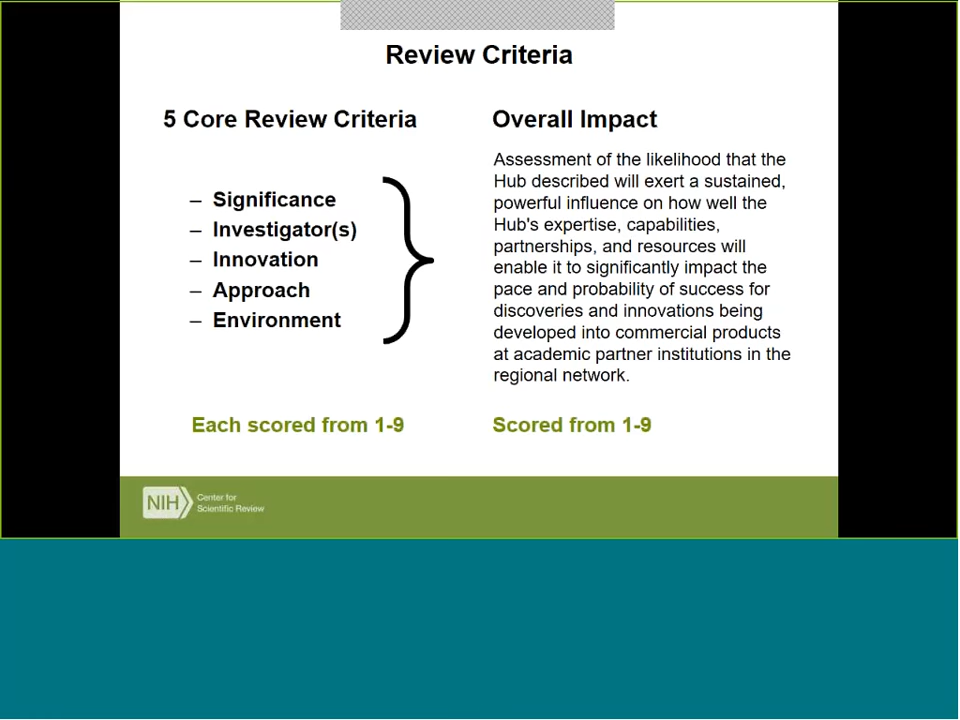 Review Criteria
5 Core Review Criteria
– Significance
– Investigator(s)
– Innovation
– Approach
– Environment
Each scored from 1-9
Overall Impact
Assessment of the likelihood that the
Hub described will exert a sustained,
powerful influence on how well the
Hub's expertise, capabilities,
partnerships, and resources will
enable it to significantly impact the
pace and probability of success for
discoveries and innovations being
developed into commercial products
at academic partner institutions in the
regional network.
Scored from 1-9
NIH
Center for
Scientific Review